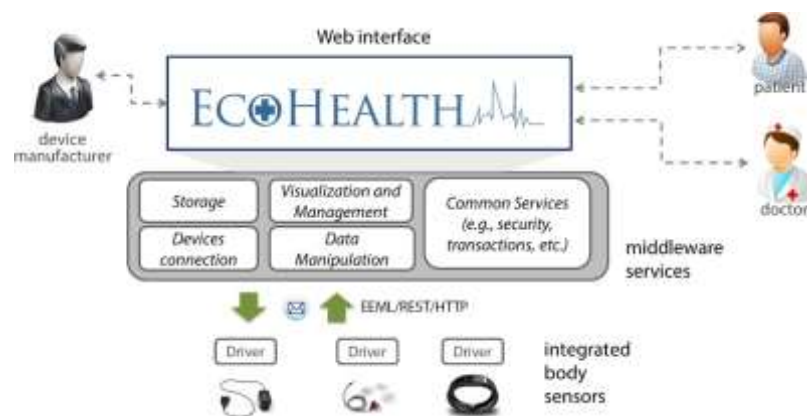 Web interface
ECOHEALTH
device
manufacturer
patient
doctor
Storage
Visualization and
Management
Common Services
(e.g., security,
transactions, etc.)
Devices
connection
Data
Manipulation
middleware
services
EEML/REST/HTTP
Driver
Driver
Driver
integrated
body
sensors